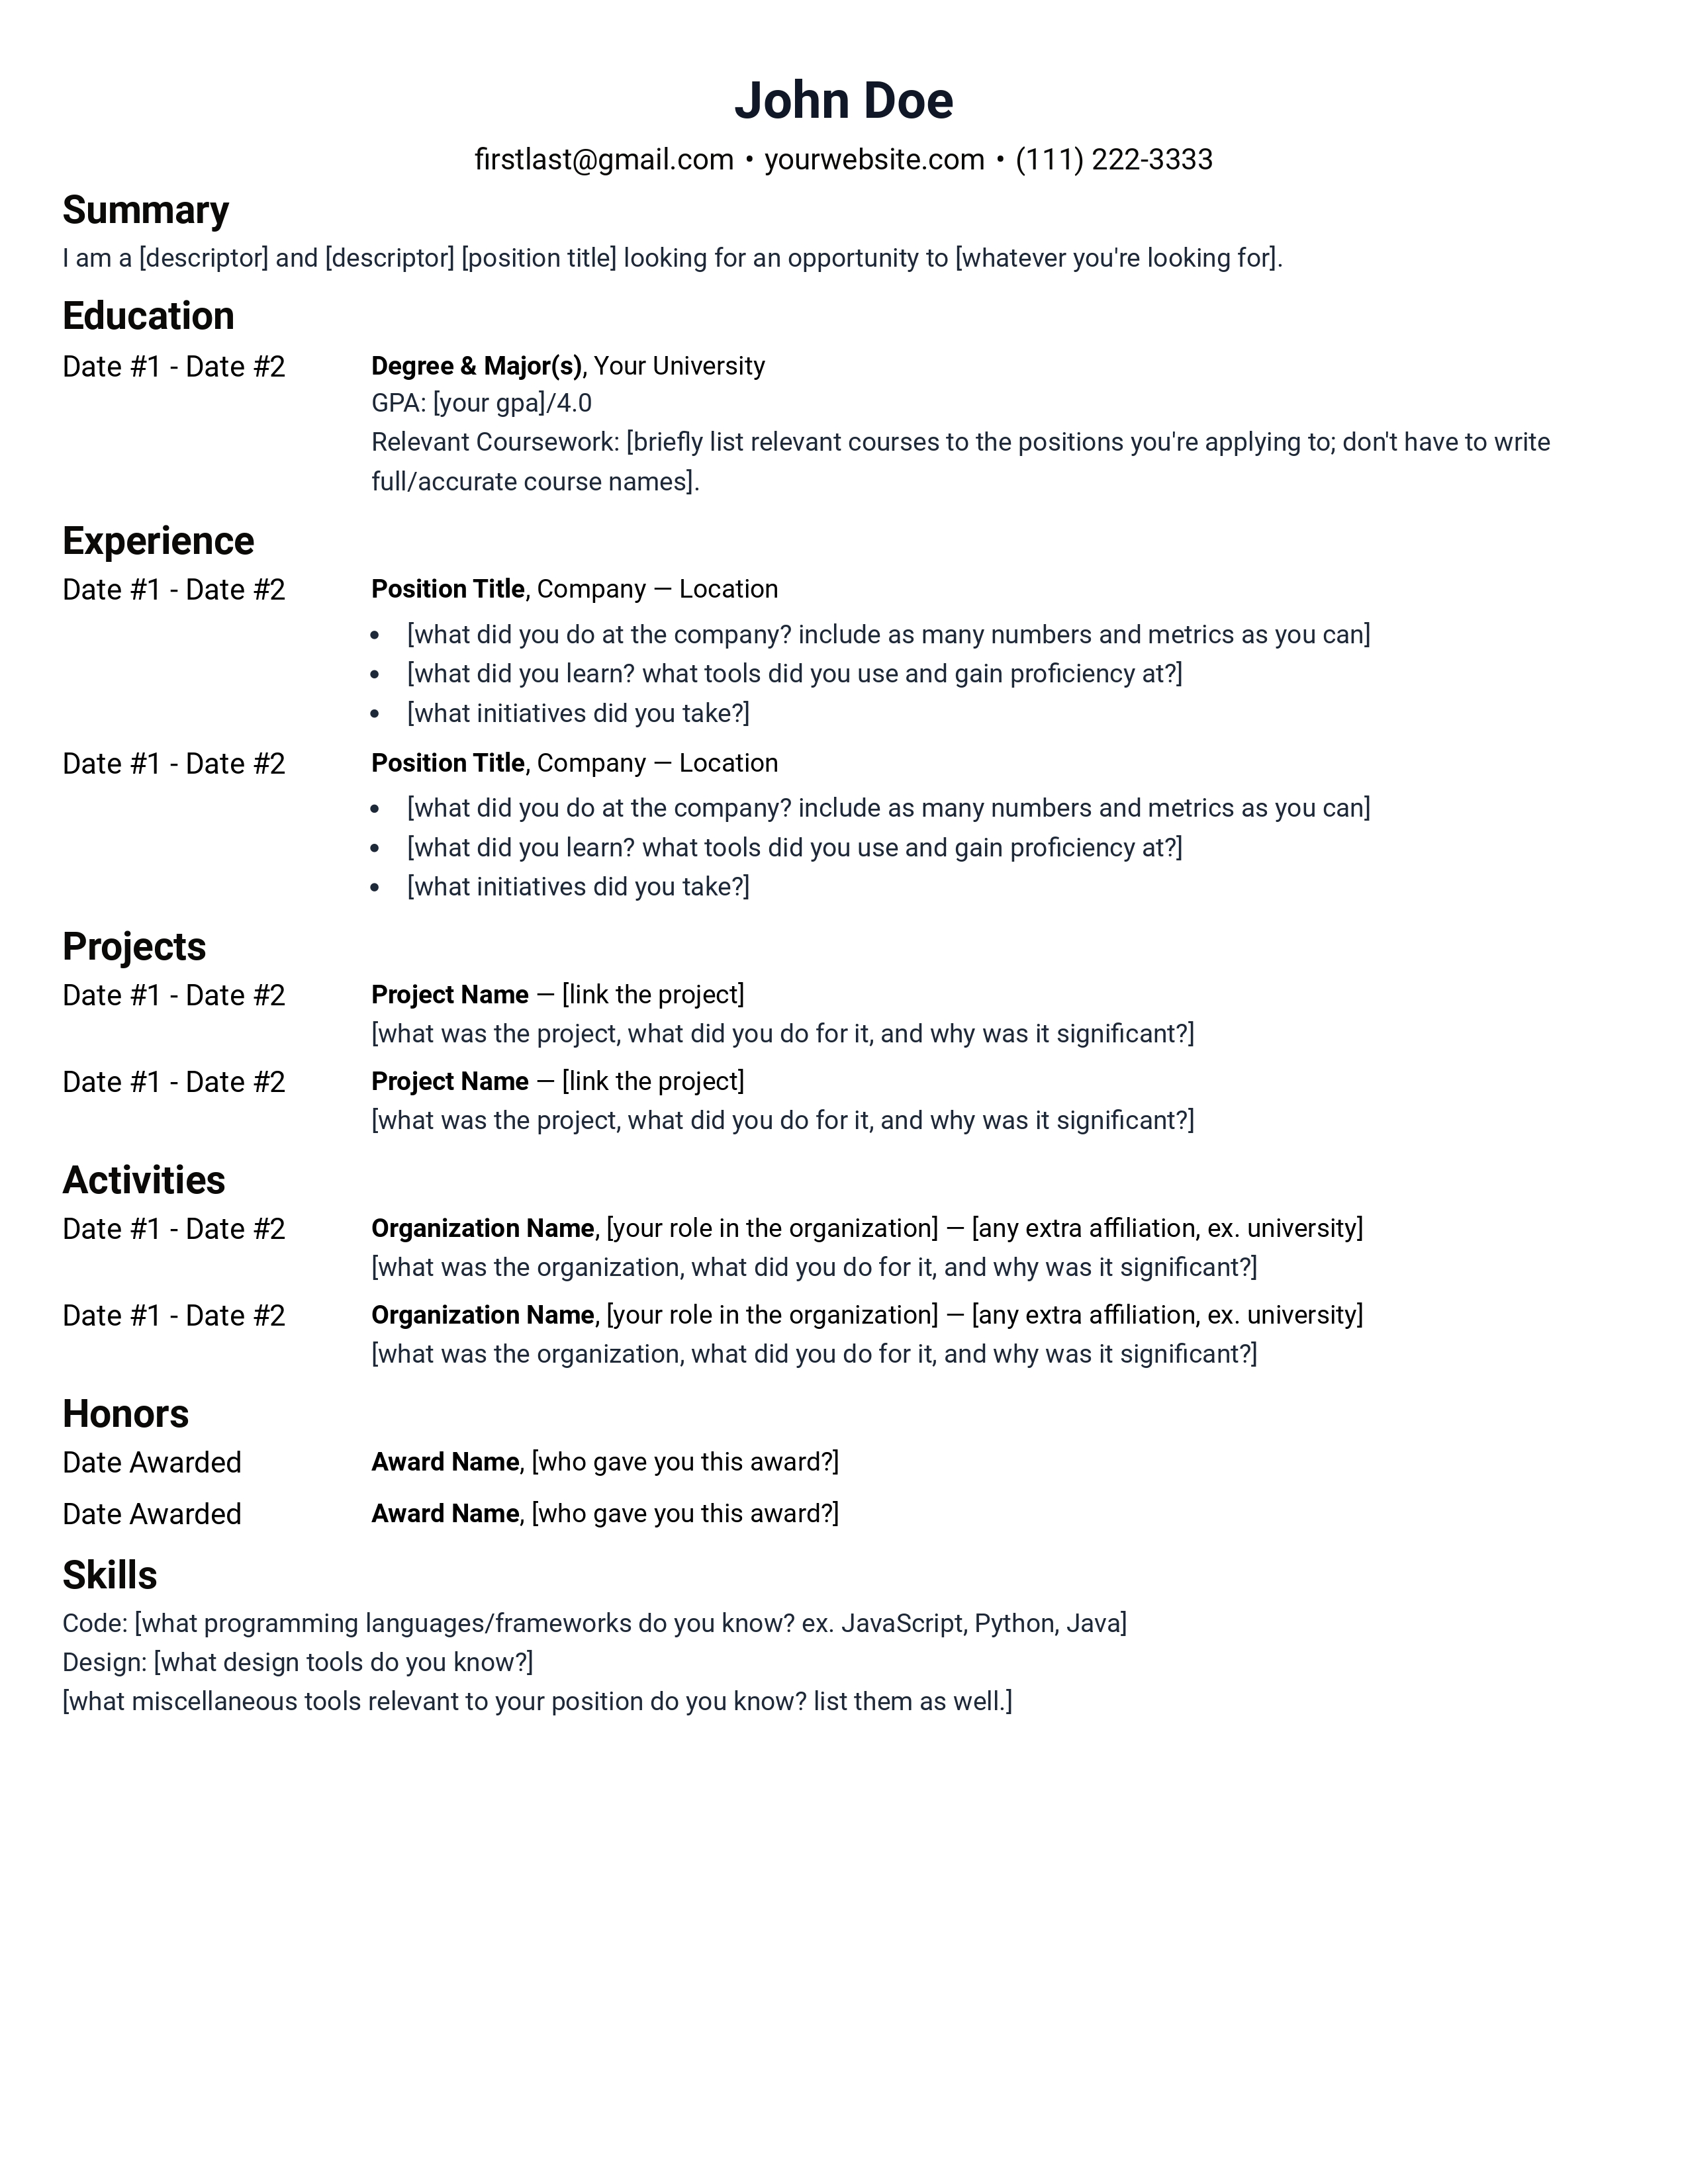 John Doe
firstlast@gmail.com • yourwebsite.com • (111) 222-3333
Summary
I am a [descriptor] and [descriptor] [position title] looking for an opportunity to [whatever you're looking for].
Education
Date #1 - Date #2 Degree & Major(s), Your University
GPA: [your gpa]/4.0
Relevant Coursework: [briefly list relevant courses to the positions you're applying to; don't have to write
full/accurate course names].
Experience
Date #1 - Date #2 Position Title, Company — Location
• [what did you do at the company? include as many numbers and metrics as you can]
• [what did you learn? what tools did you use and gain proficiency at?]
• [what initiatives did you take?]
Date #1 - Date #2 Position Title, Company — Location
• [what did you do at the company? include as many numbers and metrics as you can]
• [what did you learn? what tools did you use and gain proficiency at?]
• [what initiatives did you take?]
Projects
Date #1 - Date #2 Project Name — [link the project]
[what was the project, what did you do for it, and why was it significant?]
Date #1 - Date #2 Project Name — [link the project]
[what was the project, what did you do for it, and why was it significant?]
Activities
Date #1 - Date #2 Organization Name, [your role in the organization] — [any extra affiliation, ex. university]
[what was the organization, what did you do for it, and why was it significant?]
Date #1 - Date #2 Organization Name, [your role in the organization] — [any extra affiliation, ex. university]
[what was the organization, what did you do for it, and why was it significant?]
Honors
Date Awarded Award Name, [who gave you this award?]
Date Awarded Award Name, [who gave you this award?]
Skills
Code: [what programming languages/frameworks do you know? ex. JavaScript, Python, Java]
Design: [what design tools do you know?]
[what miscellaneous tools relevant to your position do you know? list them as well.]